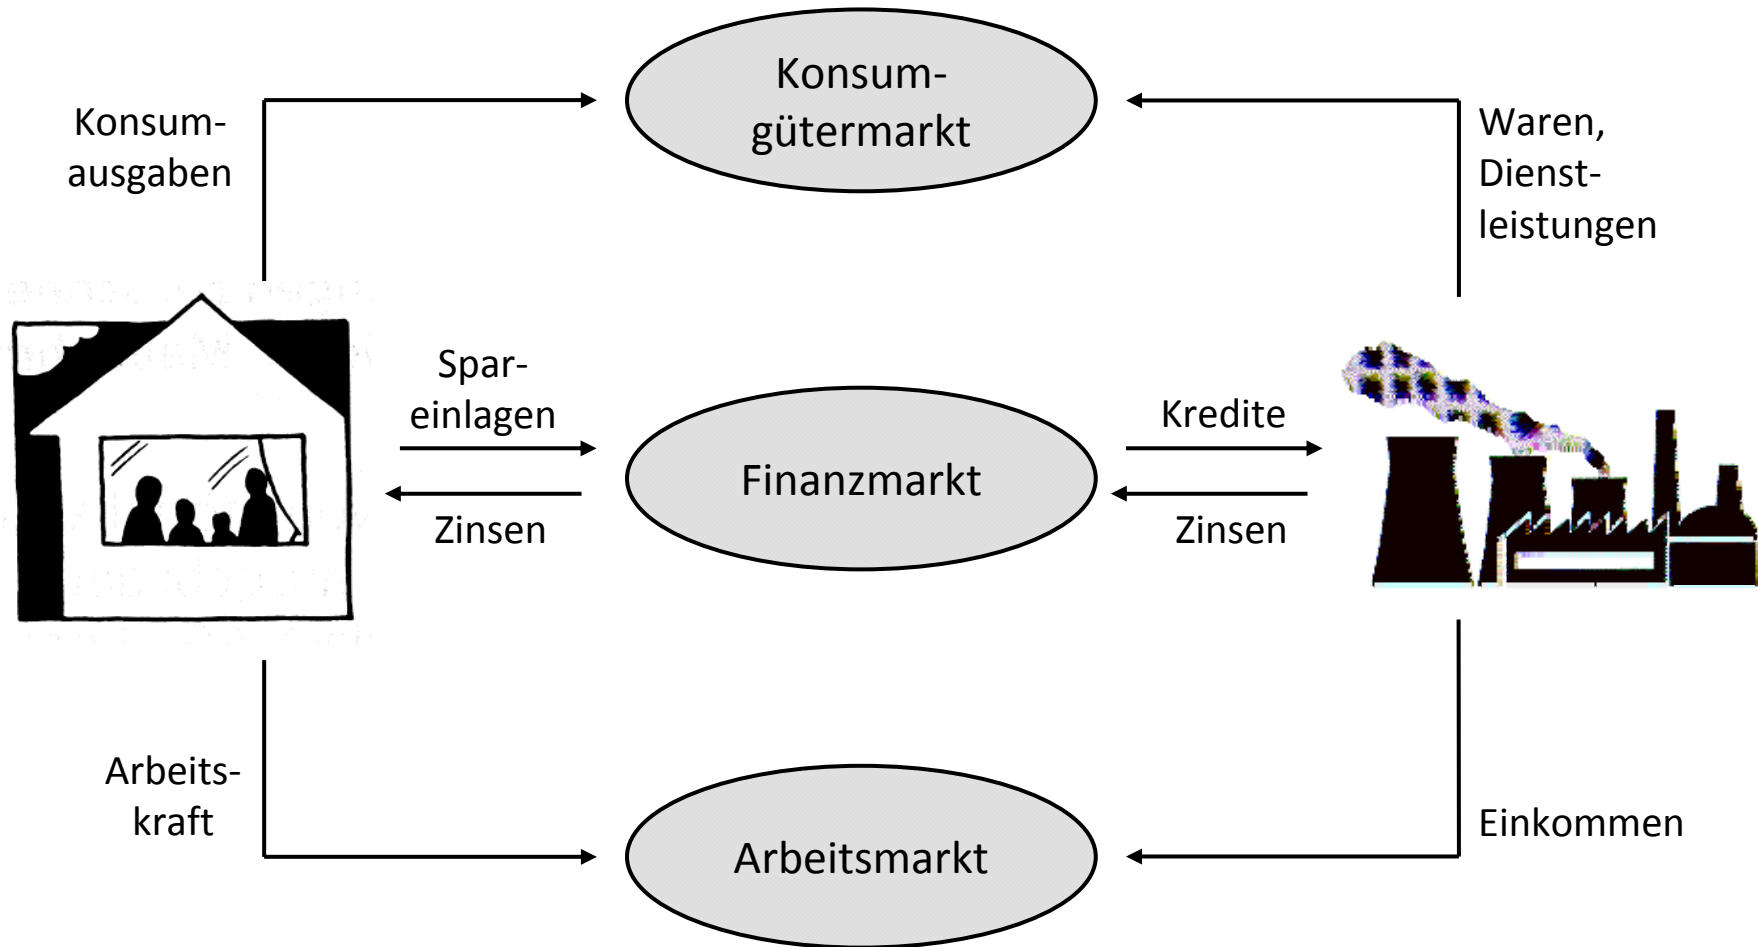 Konsum-
gütermarkt
Konsum-
ausgaben
Waren,
Dienst-
leistungen
Spar-
einlagen
Zinsen
Finanzmarkt
Kredite
Zinsen
Arbeits-
kraft
Arbeitsmarkt
Einkommen